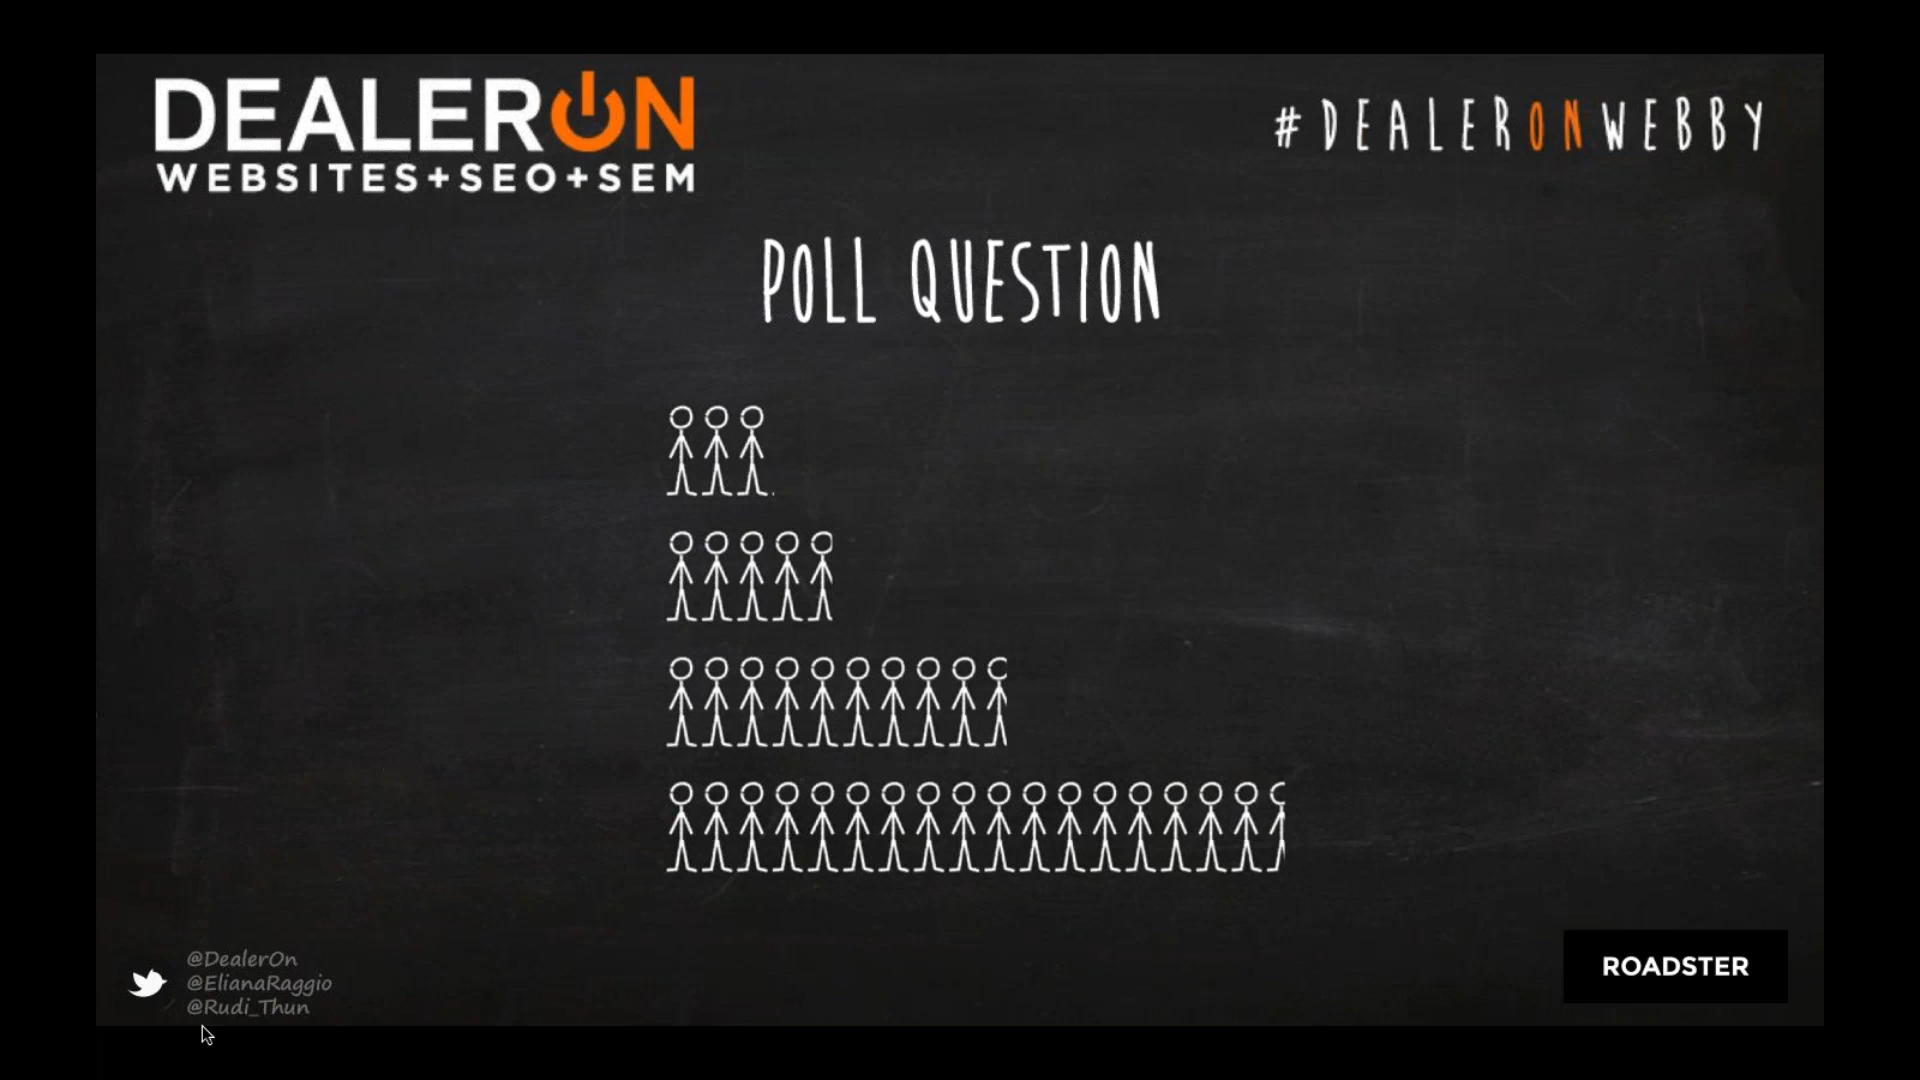 DEALERON
WEBSITES+SEO+SEM
#DEALERONWEBBY
POLL QUESTION
@DealerOn
@ElianaRaggio
@Rudi_Thun
ROADSTER